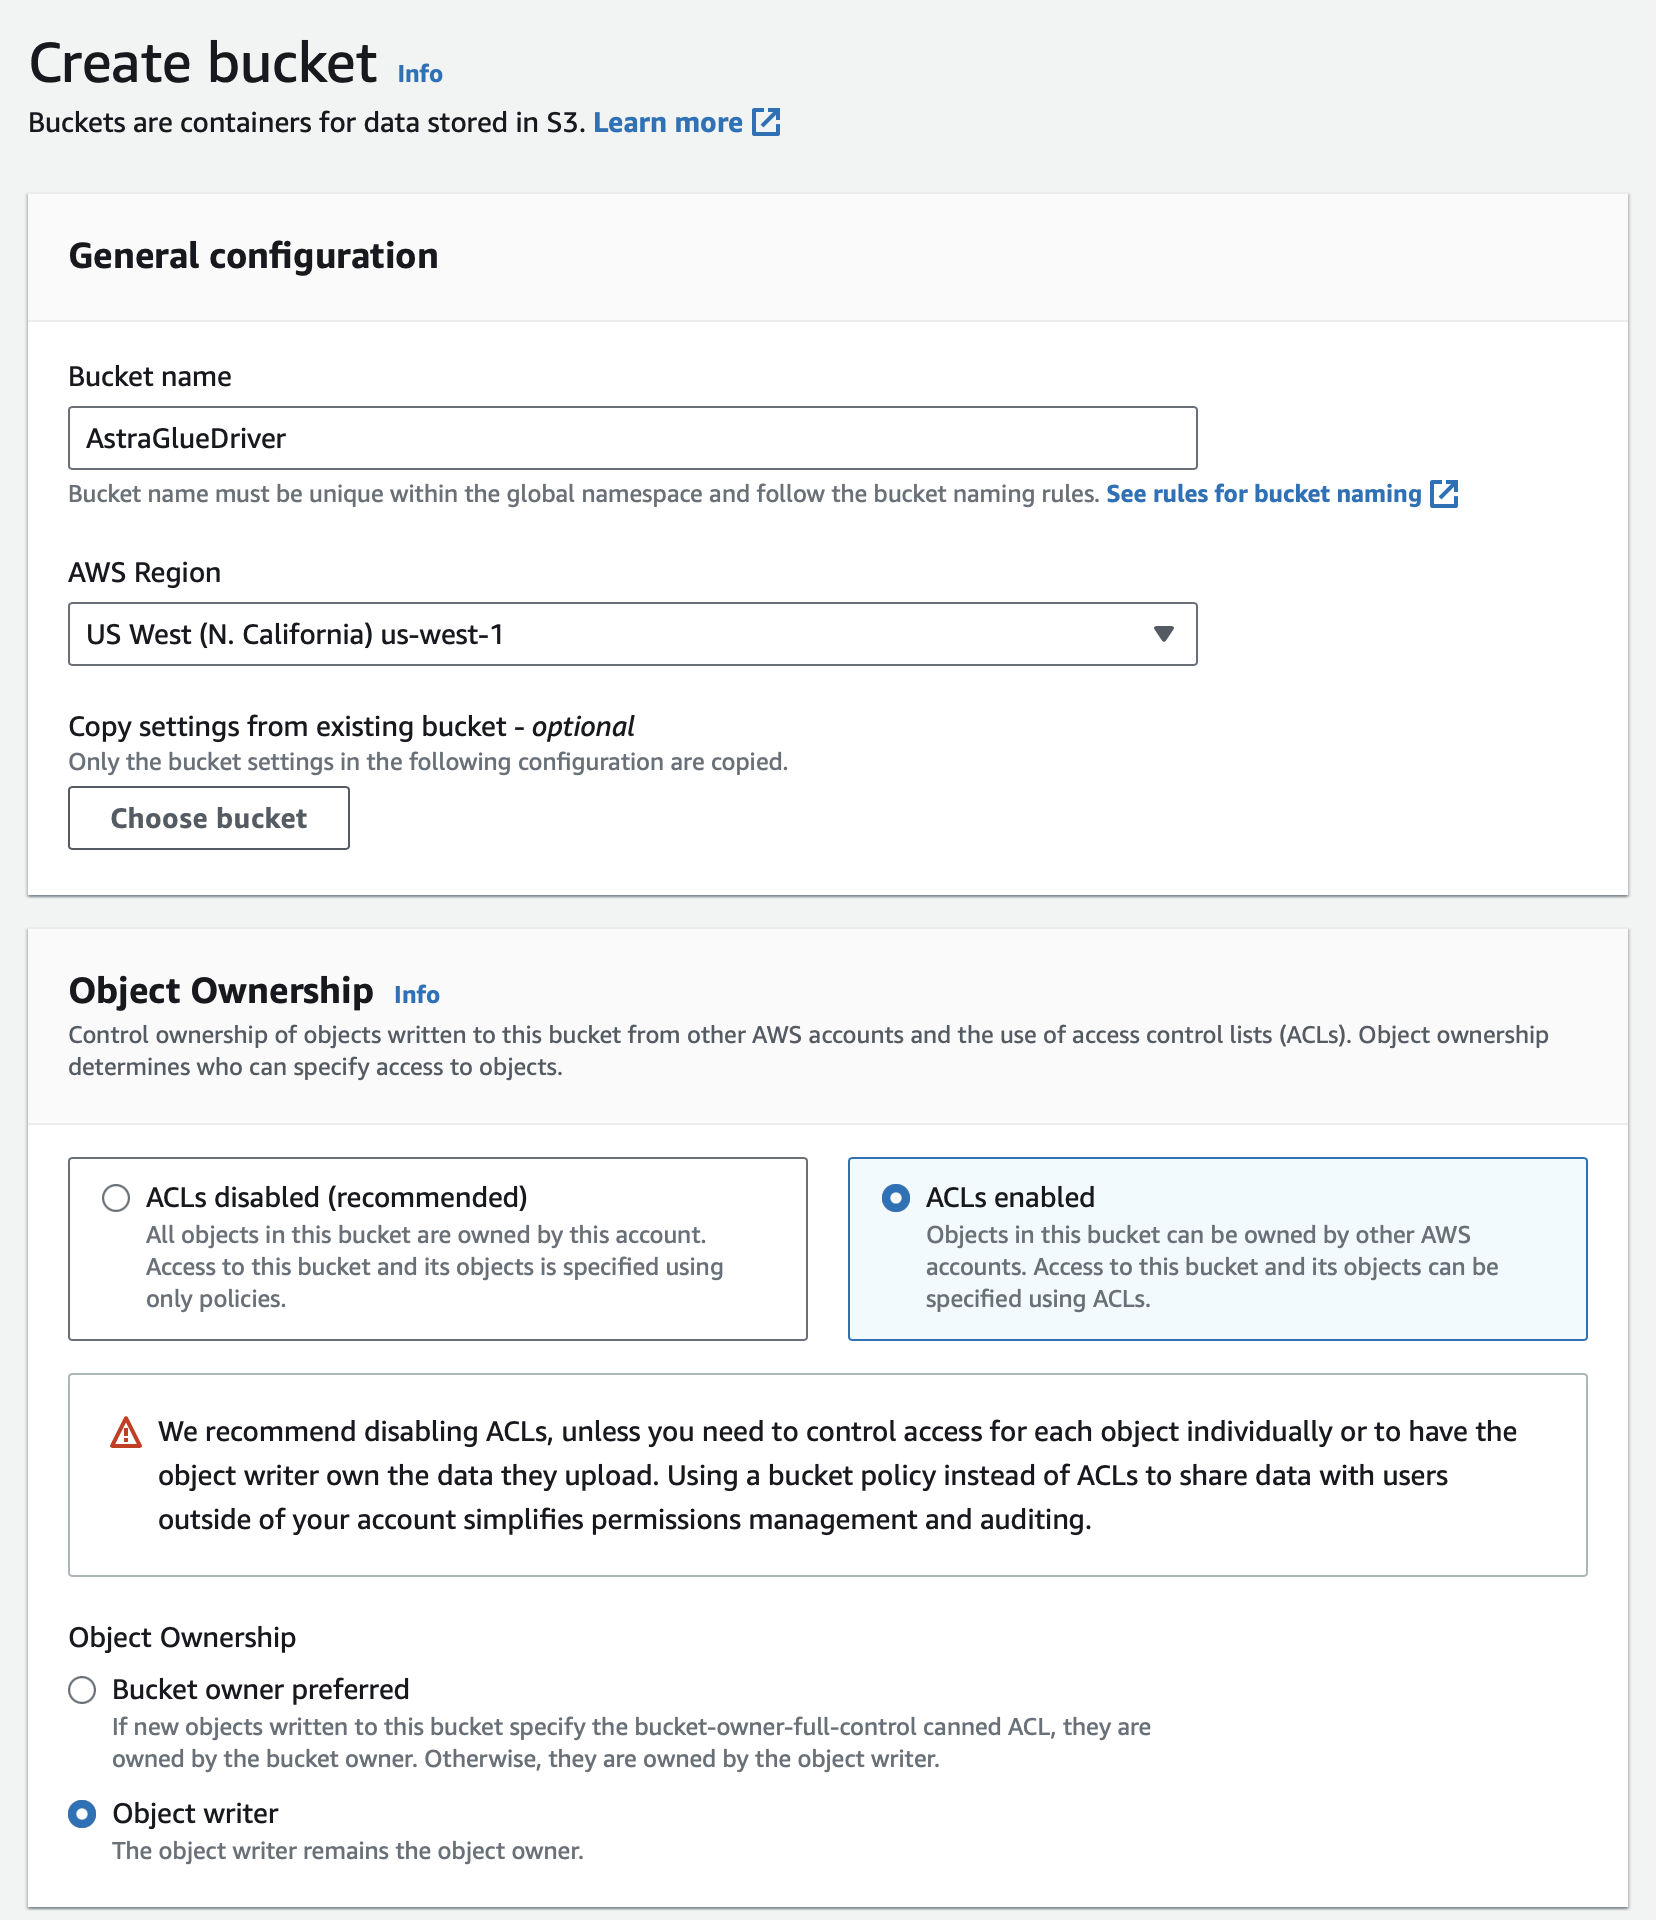 Create bucket Info
Buckets are containers for data stored in S3. Learn more
General configuration
Bucket name
AstraGlueDriver
Bucket name must be unique within the global namespace and follow the bucket naming rules. See rules for bucket naming
AWS Region
US West (N. California) us-west-1
Copy settings from existing bucket - optional
Only the bucket settings in the following configuration are copied.
Choose bucket
Object Ownership Info
Control ownership of objects written to this bucket from other AWS accounts and the use of access control lists (ACLs). Object ownership
determines who can specify access to objects.
ACLs disabled (recommended)
All objects in this bucket are owned by this account.
Access to this bucket and its objects is specified using
only policies.
ACLs enabled
Objects in this bucket can be owned by other AWS
accounts. Access to this bucket and its objects can be
specified using ACLs.
We recommend disabling ACLs, unless you need to control access for each object individually or to have the
object writer own the data they upload. Using a bucket policy instead of ACLs to share data with users
outside of your account simplifies permissions management and auditing.
Object Ownership
Bucket owner preferred
If new objects written to this bucket specify the bucket-owner-full-control canned ACL, they are
owned by the bucket owner. Otherwise, they are owned by the object writer.
Object writer
The object writer remains the object owner.